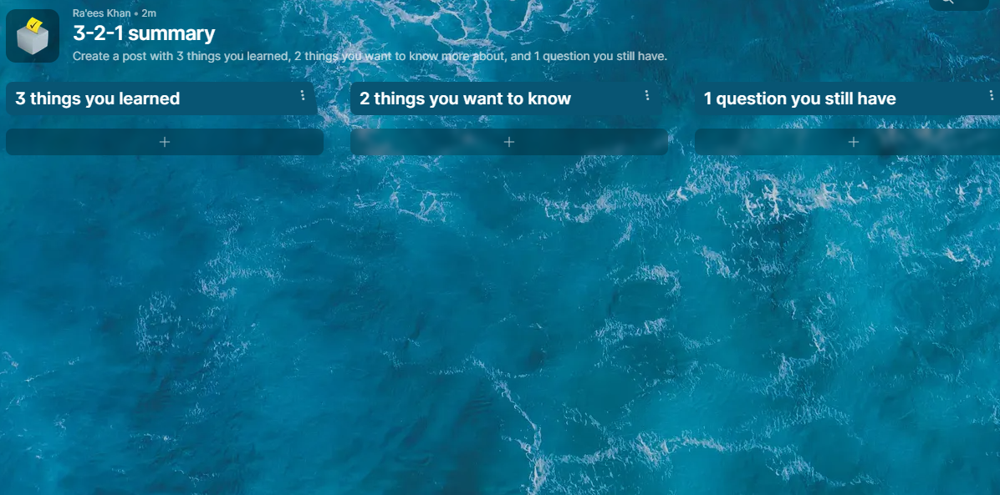 Ra'ees Khan • 2m
3-2-1 summary
Create a post with 3 things you learned, 2 things you want to know more about, and 1 question you still have.
3 things you learned
2 things you want to know
1 question you still have